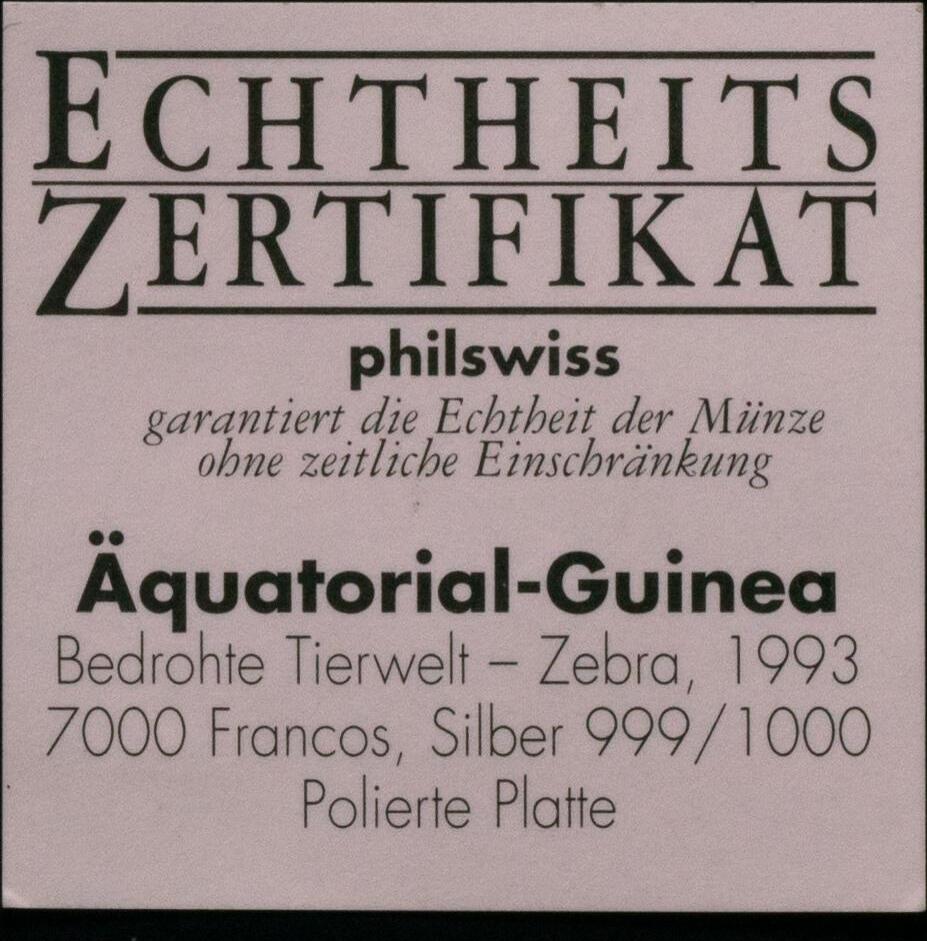 ECHTHEITS
ZERTIFIKAT
philswiss
garantiert die Echtheit der Münze
ohne zeitliche Einschränkung
Äquatorial-Guinea
Bedrohte Tierwelt – Zebra, 1993
7000 Francos, Silber 999/1000
Polierte Platte